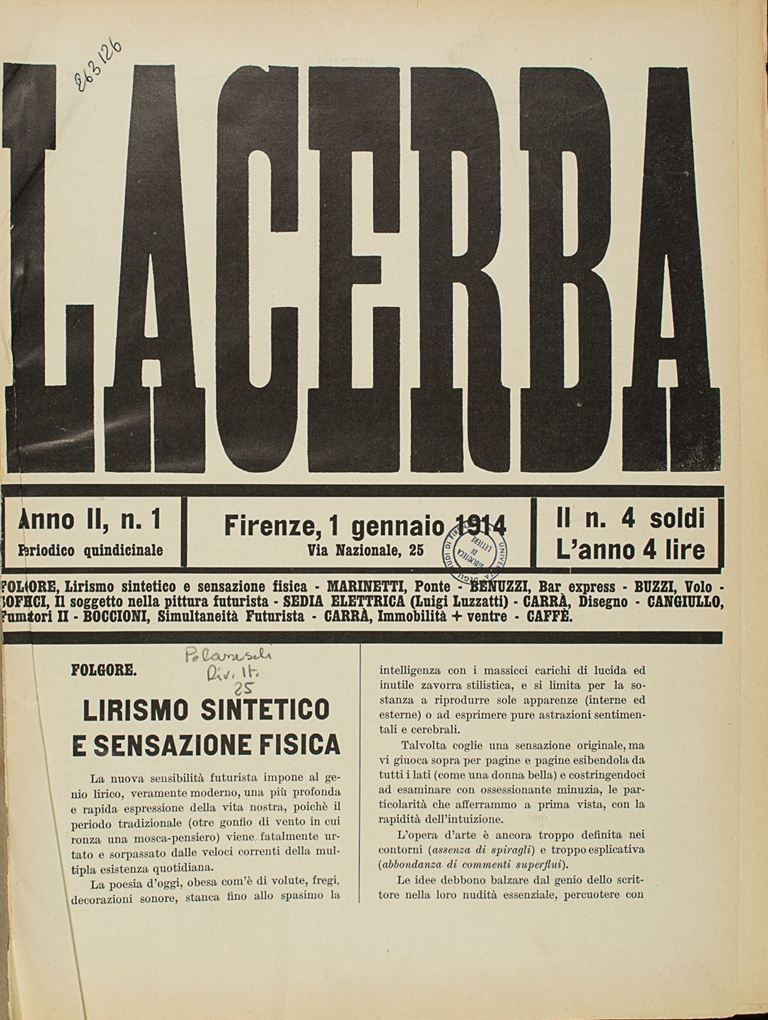 263126
LACERBA
Anno II, n. 1
Periodico quindicinale
Firenze, 1 gennaio 1914
Via Nazionale, 25
Il n. 4 soldi
L'anno 4 lire
FOLGORE, Lirismo sintetico e sensazione fisica - MARINETTI, Ponte - BENUZZI, Bar express - BUZZI, Volo -
SOFFICI, Il soggetto nella pittura futurista - SEDIA ELETTRICA (Luigi Luzzatti) - CARRÀ, Disegno - CANGIULLO,
Fumatori II - BOCCIONI, Simultaneità Futurista - CARRÀ, Immobilità + ventre - CAFFÈ.
Div. It.
25
FOLGORE.
LIRISMO SINTETICO
E SENSAZIONE FISICA
La nuova sensibilità futurista impone al ge-
nio lirico, veramente moderno, una più profonda
e rapida espressione della vita nostra, poichè il
periodo tradizionale (otre gonfio di vento in cui
ronza una mosca-pensiero) viene fatalmente ur-
tato e sorpassato dalle veloci correnti della mul-
tipla esistenza quotidiana.
La poesia d'oggi, obesa com'è di volute, fregi,
decorazioni sonore, stanca fino allo spasimo la
intelligenza con i massicci carichi di lucida ed
inutile zavorra stilistica, e si limita per la so-
stanza a riprodurre sole apparenze (interne ed
esterne) o ad esprimere pure astrazioni sentimen-
tali e cerebrali.
Talvolta coglie una sensazione originale, ma
vi giuoca sopra per pagine e pagine esibendola da
tutti i lati (come una donna bella) e costringendoci
ad esaminare con ossessionante minuzia, le par-
ticolarità che afferrammo a prima vista, con la
rapidità dell'intuizione.
L'opera d'arte è ancora troppo definita nei
contorni (assenza di spiragli) e troppo esplicativa
(abbondanza di commenti superflui).
Le idee debbono balzare dal genio dello scrit-
tore nella loro nudità essenziale, percuotere con